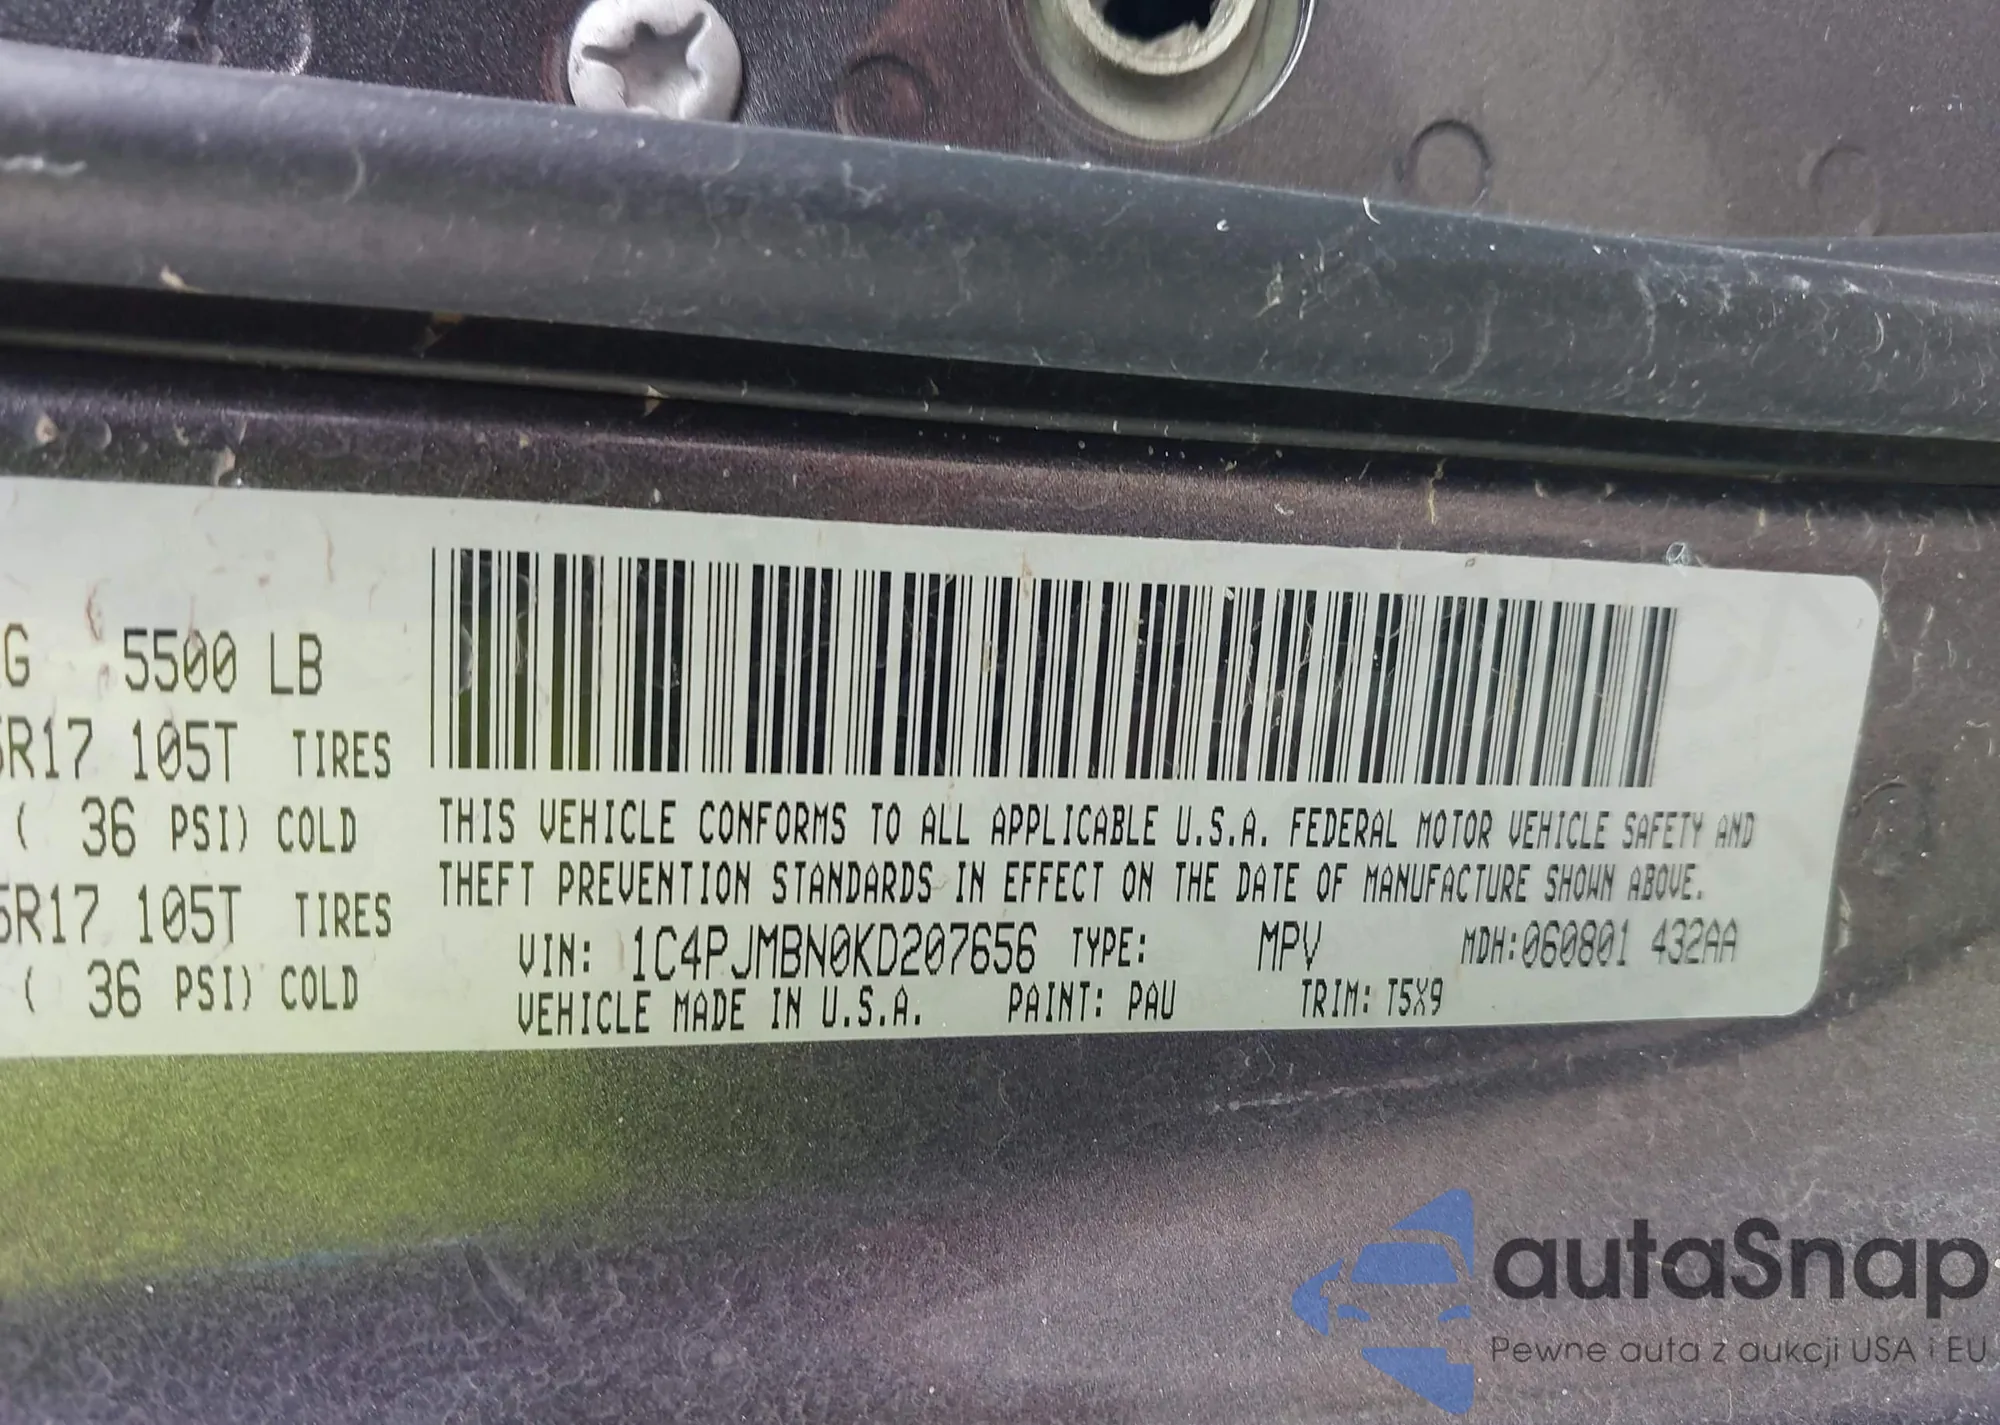 G 5500 LB
5R17 105T TIRES
( 36 PSI) COLD
5R17 105T TIRES
( 36 PSI) COLD
THIS VEHICLE CONFORMS TO ALL APPLICABLE U.S.A. FEDERAL MOTOR VEHICLE SAFETY AND
THEFT PREVENTION STANDARDS IN EFFECT ON THE DATE OF MANUFACTURE SHOWN ABOVE.
VIN: 1C4PJMBN0KD207656 TYPE: MPV MDH:060801 432AA
VEHICLE MADE IN U.S.A. PAINT: PAU TRIM: T5X9
autaSnap
Pewne auta z aukcji USA i EU